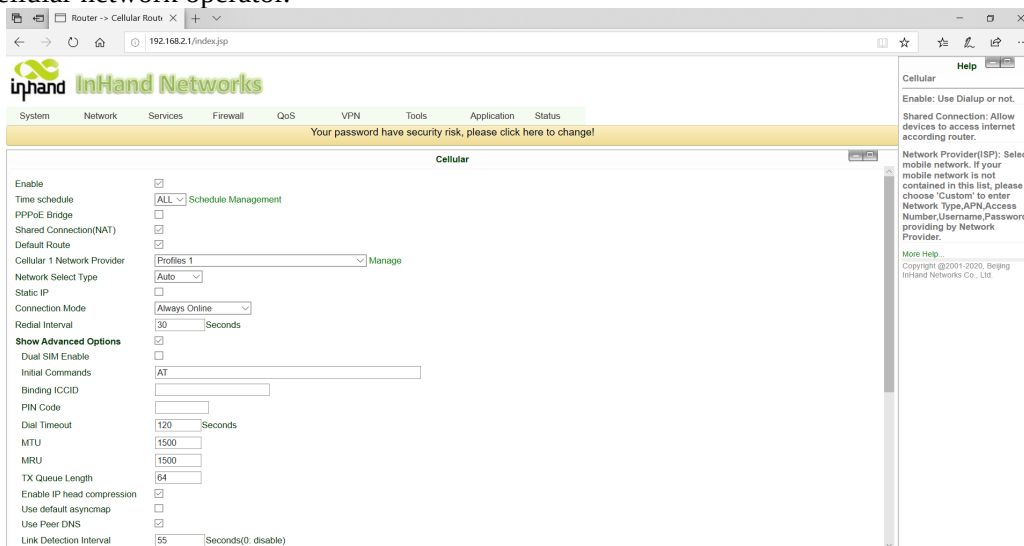 cellular network operator.
Router -> Cellular Route
192.168.2.1/index.jsp
inhand InHand Networks
System Network Services Firewall QoS VPN Tools Application Status
Your password have security risk, please click here to change!
Cellular
Enable
Time schedule ALL Schedule Management
PPPoE Bridge
Shared Connection(NAT)
Default Route
Cellular 1 Network Provider Profiles 1 Manage
Network Select Type Auto
Static IP
Connection Mode Always Online
Redial Interval 30 Seconds
Show Advanced Options
Dual SIM Enable
Initial Commands AT
Binding ICCID
PIN Code
Dial Timeout 120 Seconds
MTU 1500
MRU 1500
TX Queue Length 64
Enable IP head compression
Use default asyncmap
Use Peer DNS
Link Detection Interval 55 Seconds(0: disable)
Help
Cellular
Enable: Use Dialup or not.
Shared Connection: Allow
devices to access internet
according router.
Network Provider(ISP): Selec
mobile network. If your
mobile network is not
contained in this list, please
choose 'Custom' to enter
Network Type,APN,Access
Number,Username,Password
providing by Network
Provider.
More Help...
Copyright @2001-2020, Beijing
InHand Networks Co., Ltd.